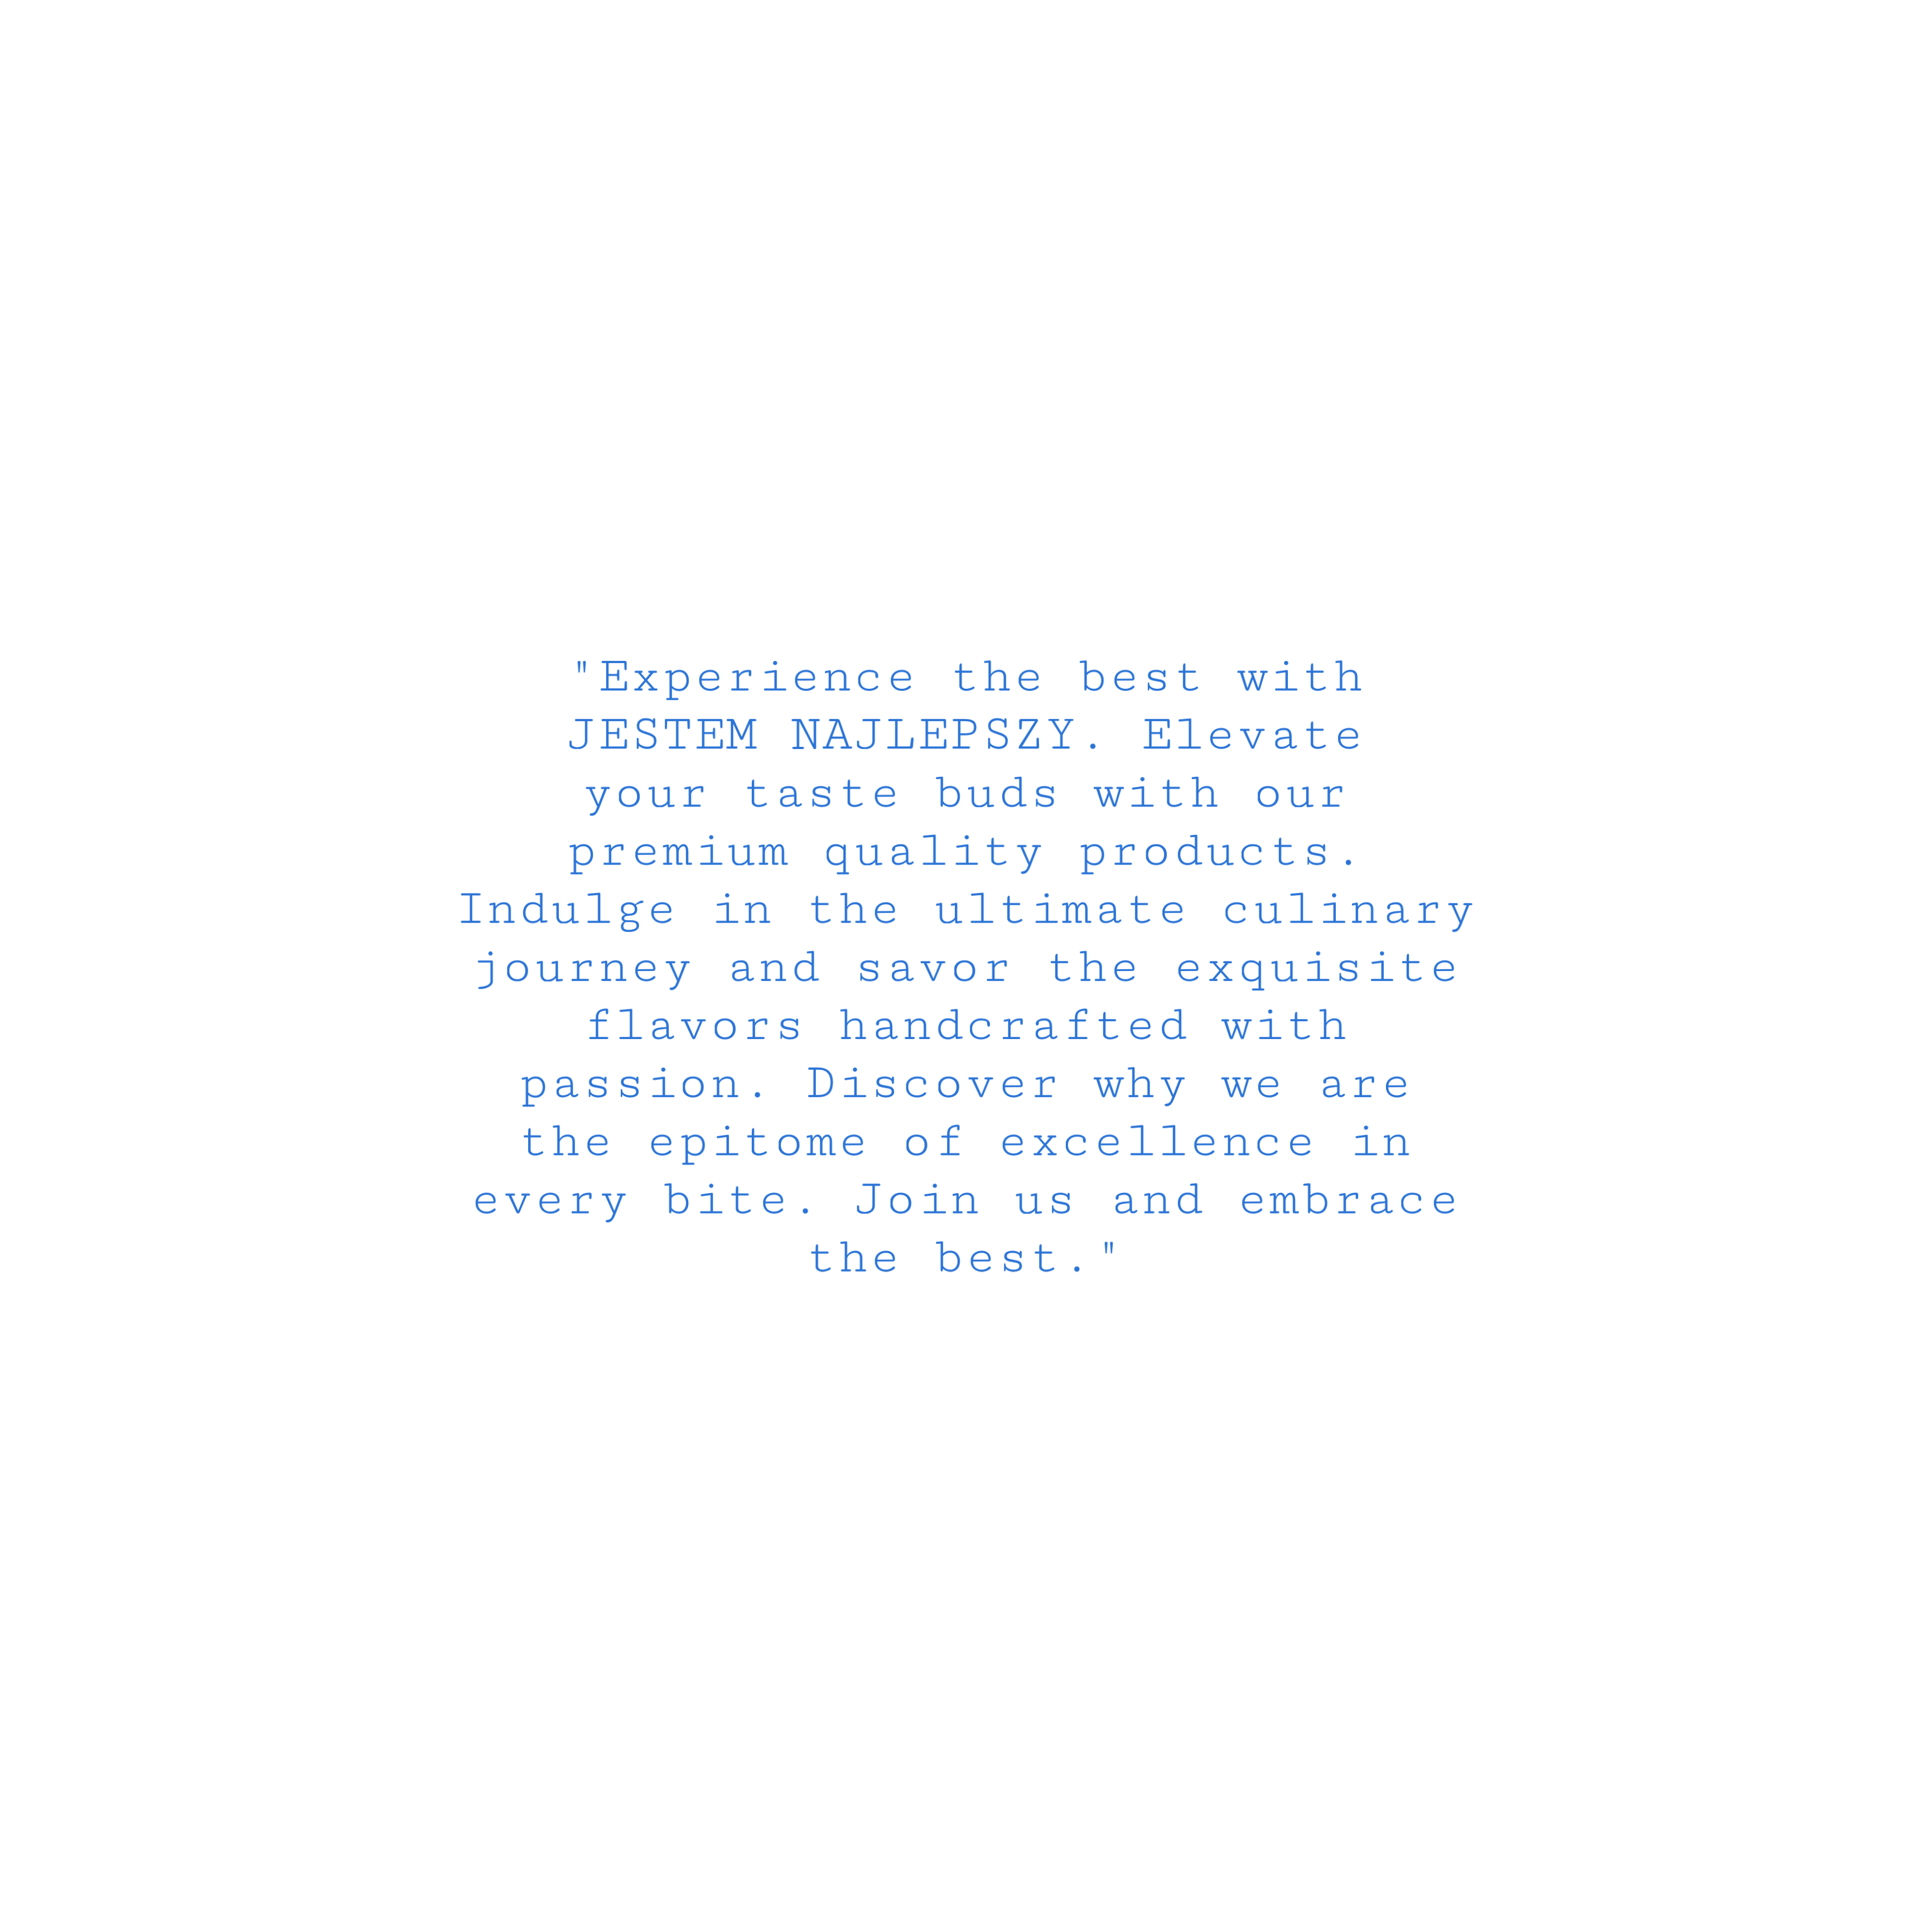 "Experience the best with
JESTEM NAJLEPSZY. Elevate
your taste buds with our
premium quality products.
Indulge in the ultimate culinary
journey and savor the exquisite
flavors handcrafted with
passion. Discover why we are
the epitome of excellence in
every bite. Join us and embrace
the best."